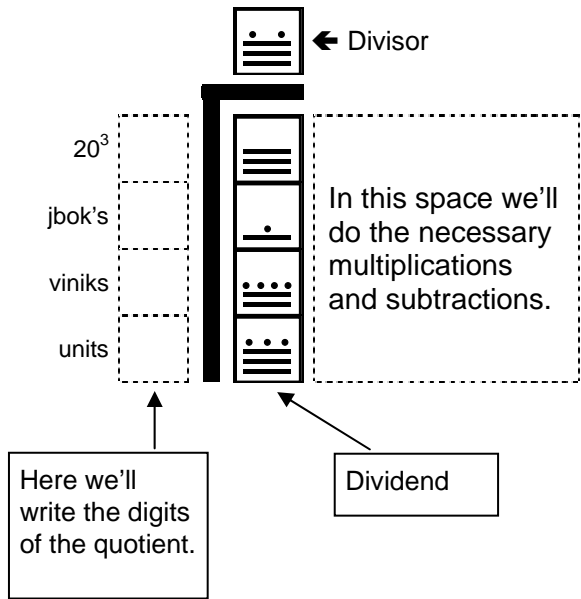 ← Divisor
20³
jbok's
viniks
units
In this space we'll
do the necessary
multiplications
and subtractions.
Here we'll
write the digits
of the quotient.
Dividend